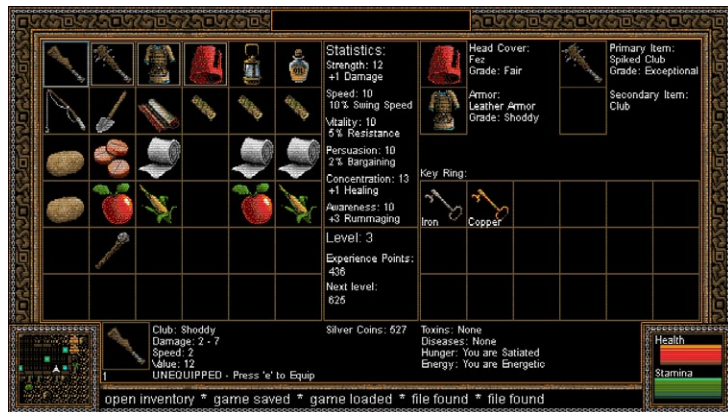 Statistics:
Strength: 12
+1 Damage
Speed: 10
10% Swing Speed
Vitality: 10
5% Resistance
Persuasion: 10
2% Bargaining
Concentration: 13
+1 Healing
Awareness: 10
+3 Rummaging
Level: 3
Experience Points:
436
Next level:
625
Head Cover:
Fez
Grade: Fair
Armor:
Leather Armor
Grade: Shoddy
Primary Item:
Spiked Club
Grade: Exceptional
Secondary Item:
Club
Key Ring:
Iron
Copper
1
Club: Shoddy
Damage: 2 - 7
Speed: 2
Value: 12
UNEQUIPPED - Press 'e' to Equip
Silver Coins: 527
Toxins: None
Diseases: None
Hunger: You are Satiated
Energy: You are Energetic
Health
Stamina
open inventory * game saved * game loaded * file found * file found